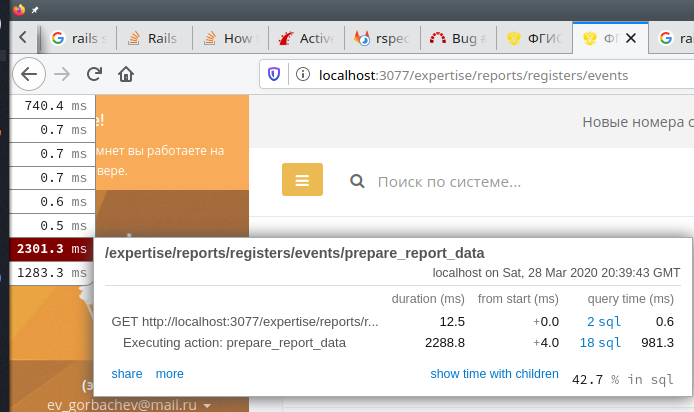 rails s
Rails
How
Active
rspec
Bug #
ФГИС
ФГ
rai
localhost:3077/expertise/reports/registers/events
740.4 ms
0.7 ms
0.7 ms
0.7 ms
0.6 ms
0.5 ms
2301.3 ms
1283.3 ms
е!
мнет вы работаете на
вере.
Новые номера с
Поиск по системе...
/expertise/reports/registers/events/prepare_report_data
localhost on Sat, 28 Mar 2020 20:39:43 GMT
duration (ms) from start (ms) query time (ms)
GET http://localhost:3077/expertise/reports/r... 12.5 +0.0 2 sql 0.6
Executing action: prepare_report_data 2288.8 +4.0 18 sql 981.3
share more show time with children 42.7 % in sql
ev_gorbachev@mail.ru